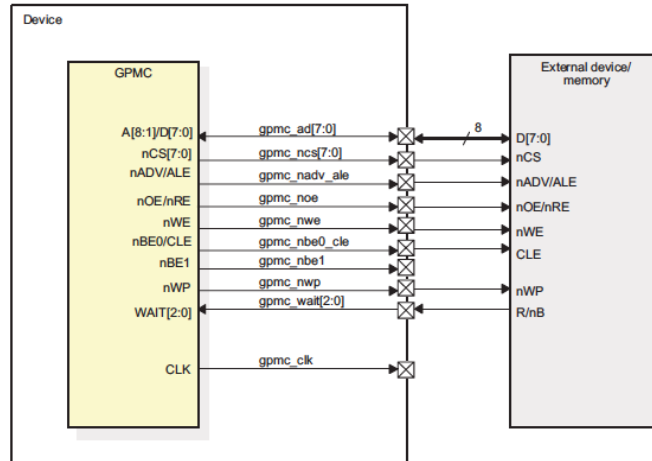 Device
GPMC
External device/
memory
A[8:1]/D[7:0]
gpmc_ad[7:0]
8
D[7:0]
nCS[7:0]
gpmc_ncs[7:0]
nCS
nADV/ALE
gpmc_nadv_ale
nADV/ALE
nOE/nRE
gpmc_noe
nOE/nRE
nWE
gpmc_nwe
nWE
nBE0/CLE
gpmc_nbe0_cle
CLE
nBE1
gpmc_nbe1
nWP
gpmc_nwp
nWP
WAIT[2:0]
gpmc_wait[2:0]
R/nB
CLK
gpmc_clk